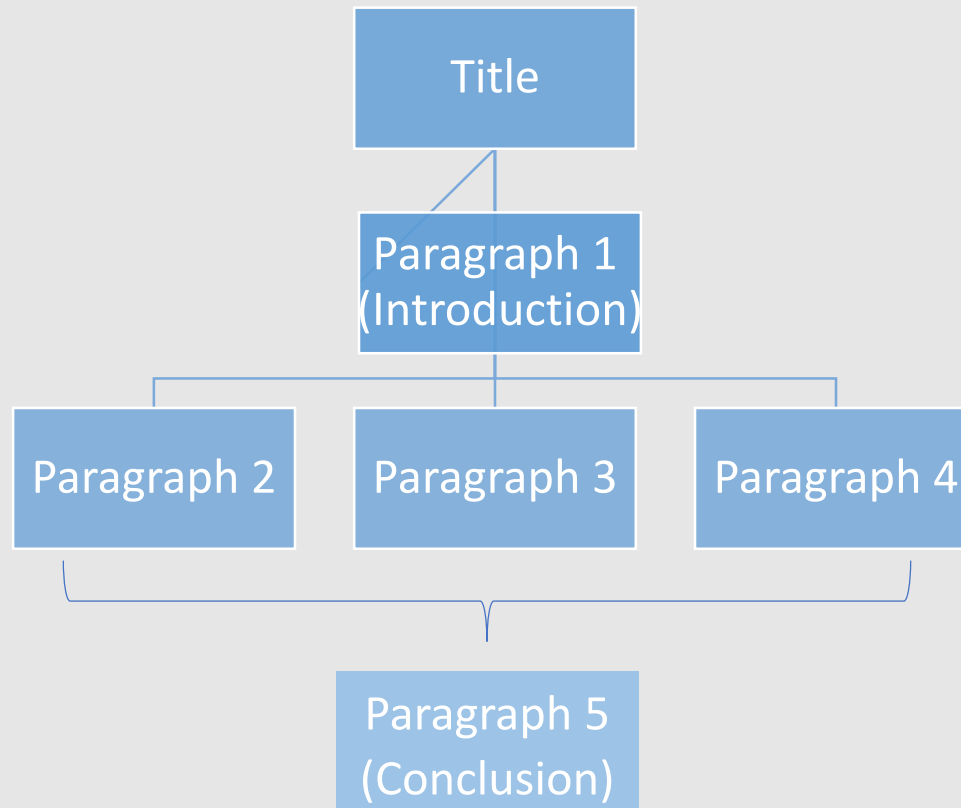 Title
Paragraph 1
(Introduction)
Paragraph 2
Paragraph 3
Paragraph 4
Paragraph 5
(Conclusion)